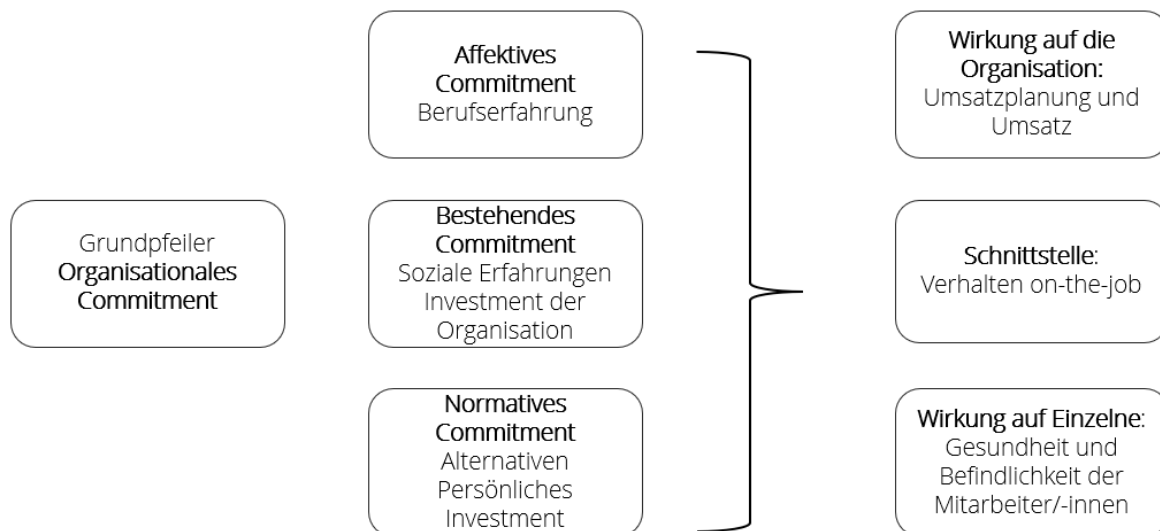 Grundpfeiler
Organisationales
Commitment
Affektives
Commitment
Berufserfahrung
Bestehendes
Commitment
Soziale Erfahrungen
Investment der
Organisation
Normatives
Commitment
Alternativen
Persönliches
Investment
Wirkung auf die
Organisation:
Umsatzplanung und
Umsatz
Schnittstelle:
Verhalten on-the-job
Wirkung auf Einzelne:
Gesundheit und
Befindlichkeit der
Mitarbeiter/-innen